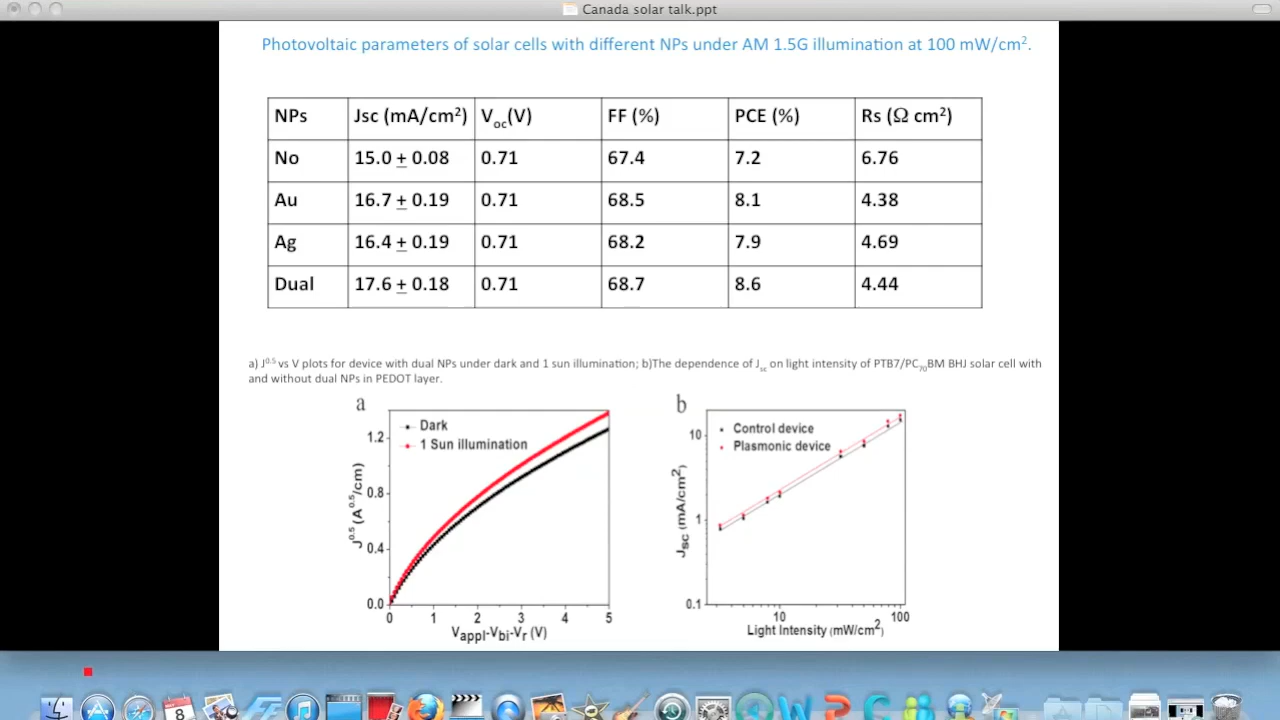 Canada solar talk.ppt
Photovoltaic parameters of solar cells with different NPs under AM 1.5G illumination at 100 mW/cm².
NPs Jsc (mA/cm²) Voc(V) FF (%) PCE (%) Rs (Ω cm²)
No 15.0 ± 0.08 0.71 67.4 7.2 6.76
Au 16.7 ± 0.19 0.71 68.5 8.1 4.38
Ag 16.4 ± 0.19 0.71 68.2 7.9 4.69
Dual 17.6 ± 0.18 0.71 68.7 8.6 4.44
a) J0.5 vs V plots for device with dual NPs under dark and 1 sun illumination; b)The dependence of Jsc on light intensity of PTB7/PC70BM BHJ solar cell with
and without dual NPs in PEDOT layer.
a
Dark
1 Sun illumination
1.2
0.8
0.4
0.0
J0.5 (A0.5/cm)
0 1 2 3 4 5
Vappl-Vbi-Vr (V)
b
Control device
Plasmonic device
10
1
0.1
JSC (mA/cm²)
10 100
Light Intensity (mW/cm²)
8